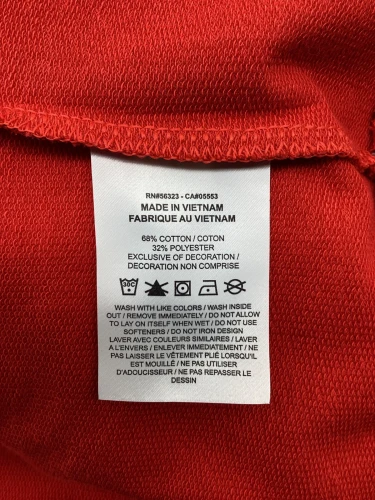 RN#56323 - CA#05553
MADE IN VIETNAM
FABRIQUE AU VIETNAM
68% COTTON / COTON
32% POLYESTER
EXCLUSIVE OF DECORATION /
DECORATION NON COMPRISE
30C
WASH WITH LIKE COLORS / WASH INSIDE
OUT / REMOVE IMMEDIATELY / DO NOT ALLOW
TO LAY ON ITSELF WHEN WET / DO NOT USE
SOFTENERS / DO NOT IRON DESIGN
LAVER AVEC COULEURS SIMILAIRES / LAVER
À L'ENVERS / ENLEVER IMMÉDIATEMENT / NE
PAS LAISSER LE VÊTEMENT PLIÉ LORSQU'IL
EST MOUILLÉ / NE PAS UTILISER
D'ADOUCISSEUR / NE PAS REPASSER LE
DESSIN